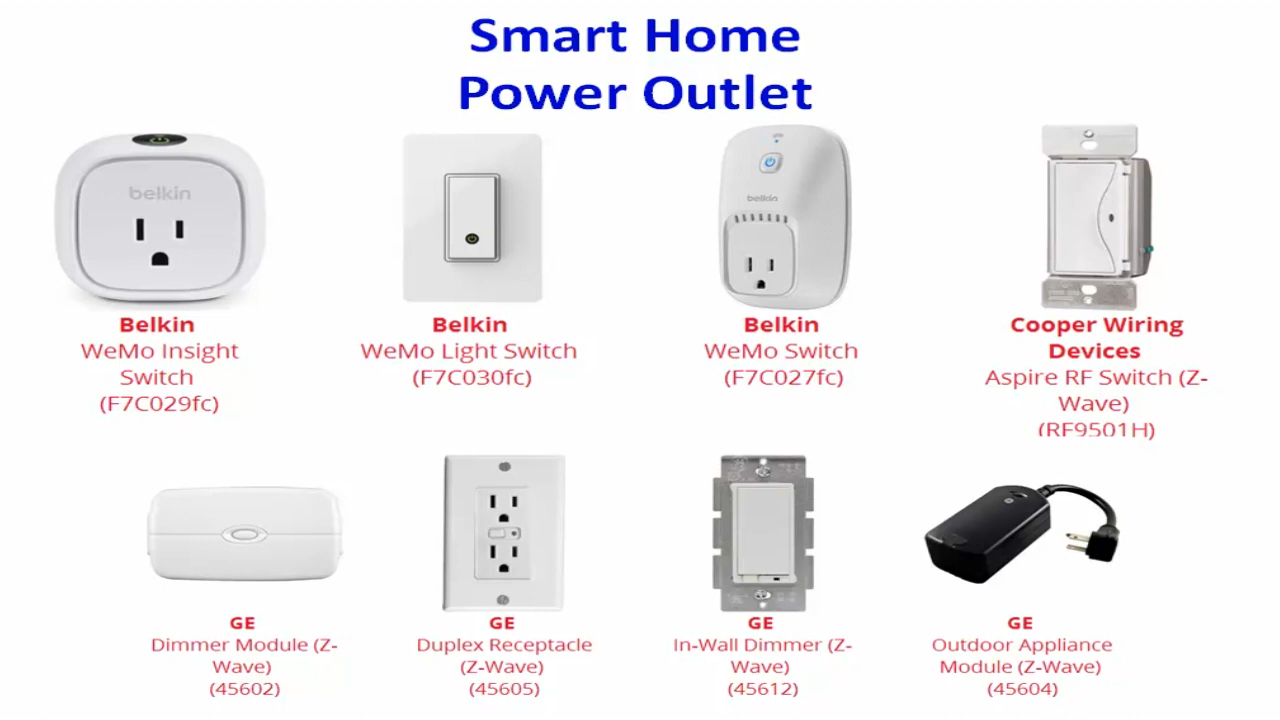 Smart Home
Power Outlet
belkin
belkin
Belkin
WeMo Insight
Switch
(F7C029fc)
Belkin
WeMo Light Switch
(F7C030fc)
Belkin
WeMo Switch
(F7C027fc)
Cooper Wiring
Devices
Aspire RF Switch (Z-
Wave)
(RF9501H)
GE
Dimmer Module (Z-
Wave)
(45602)
GE
Duplex Receptacle
(Z-Wave)
(45605)
GE
In-Wall Dimmer (Z-
Wave)
(45612)
GE
Outdoor Appliance
Module (Z-Wave)
(45604)